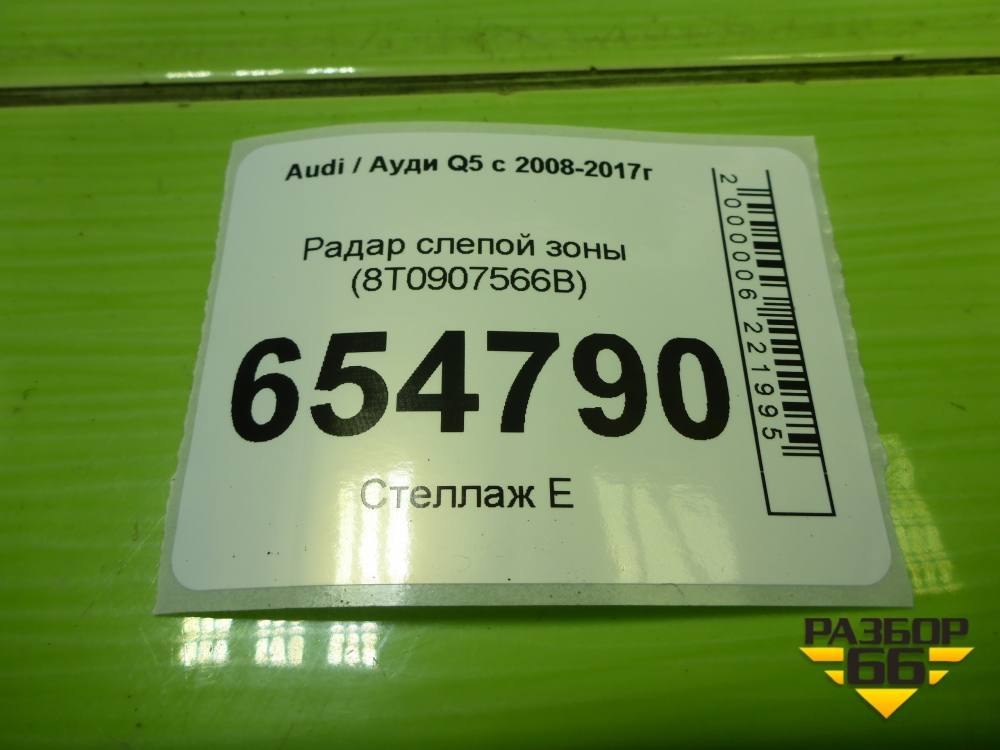 Audi / Ауди Q5 с 2008-2017г
Радар слепой зоны
(8T0907566B)
654790
Стеллаж E
2000006221995
РАЗБОР
66